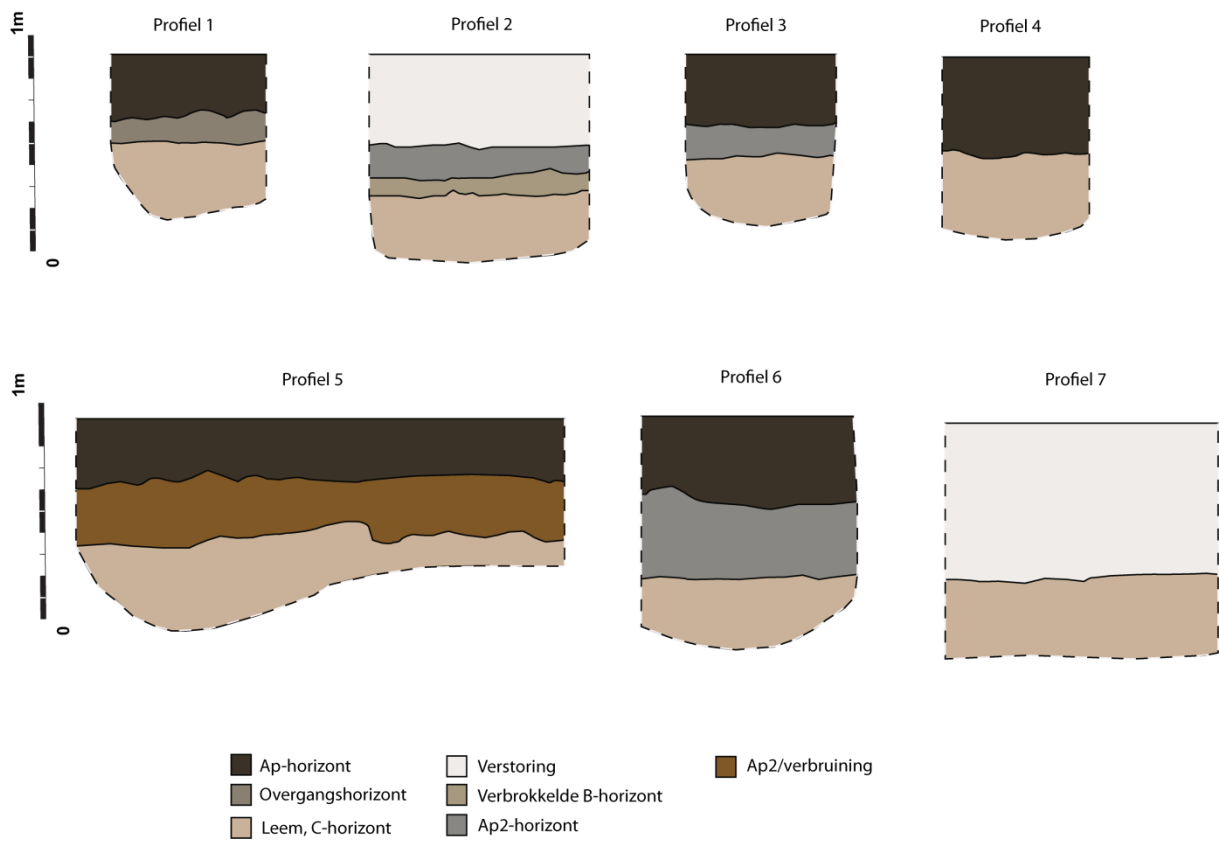 1m
0
Profiel 1
Profiel 2
Profiel 3
Profiel 4
1m
0
Profiel 5
Profiel 6
Profiel 7
Ap-horizont
Overgangshorizont
Leem, C-horizont
Verstoring
Verbrokkelde B-horizont
Ap2-horizont
Ap2/verbruining